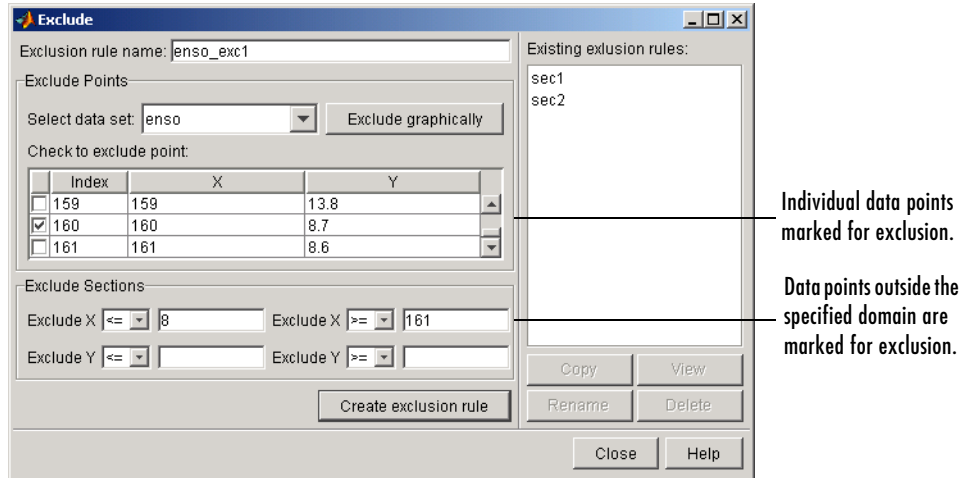 Exclude
Exclusion rule name: enso_exc1
Exclude Points
Select data set: enso Exclude graphically
Check to exclude point:
Index X Y
159 159 13.8
160 160 8.7
161 161 8.6
Exclude Sections
Exclude X <= 8 Exclude X >= 161
Exclude Y <= Exclude Y >=
Create exclusion rule
Existing exlusion rules:
sec1
sec2
Copy View
Rename Delete
Close Help
Individual data points
marked for exclusion.
Data points outside the
specified domain are
marked for exclusion.